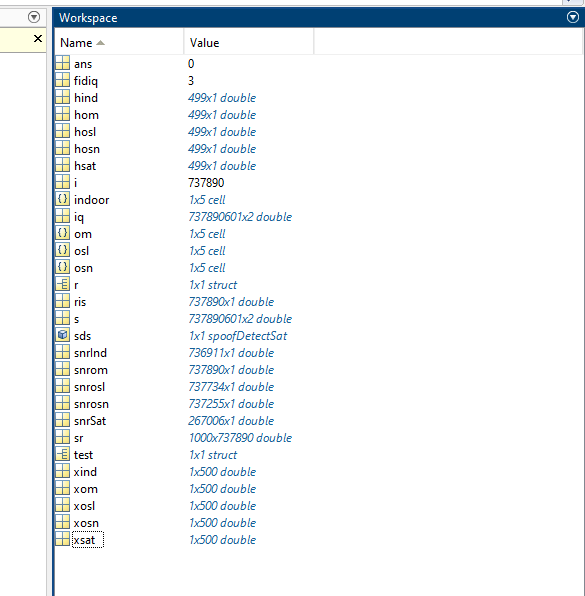 Workspace
Name Value
ans 0
fidiq 3
hind 499x1 double
hom 499x1 double
hosl 499x1 double
hosn 499x1 double
hsat 499x1 double
i 737890
indoor 1x5 cell
iq 737890601x2 double
om 1x5 cell
osl 1x5 cell
osn 1x5 cell
r 1x1 struct
ris 737890x1 double
s 737890601x2 double
sds 1x1 spoofDetectSat
snrInd 736911x1 double
snrom 737890x1 double
snrosl 737734x1 double
snrosn 737255x1 double
snrSat 267006x1 double
sr 1000x737890 double
test 1x1 struct
xind 1x500 double
xom 1x500 double
xosl 1x500 double
xosn 1x500 double
xsat 1x500 double